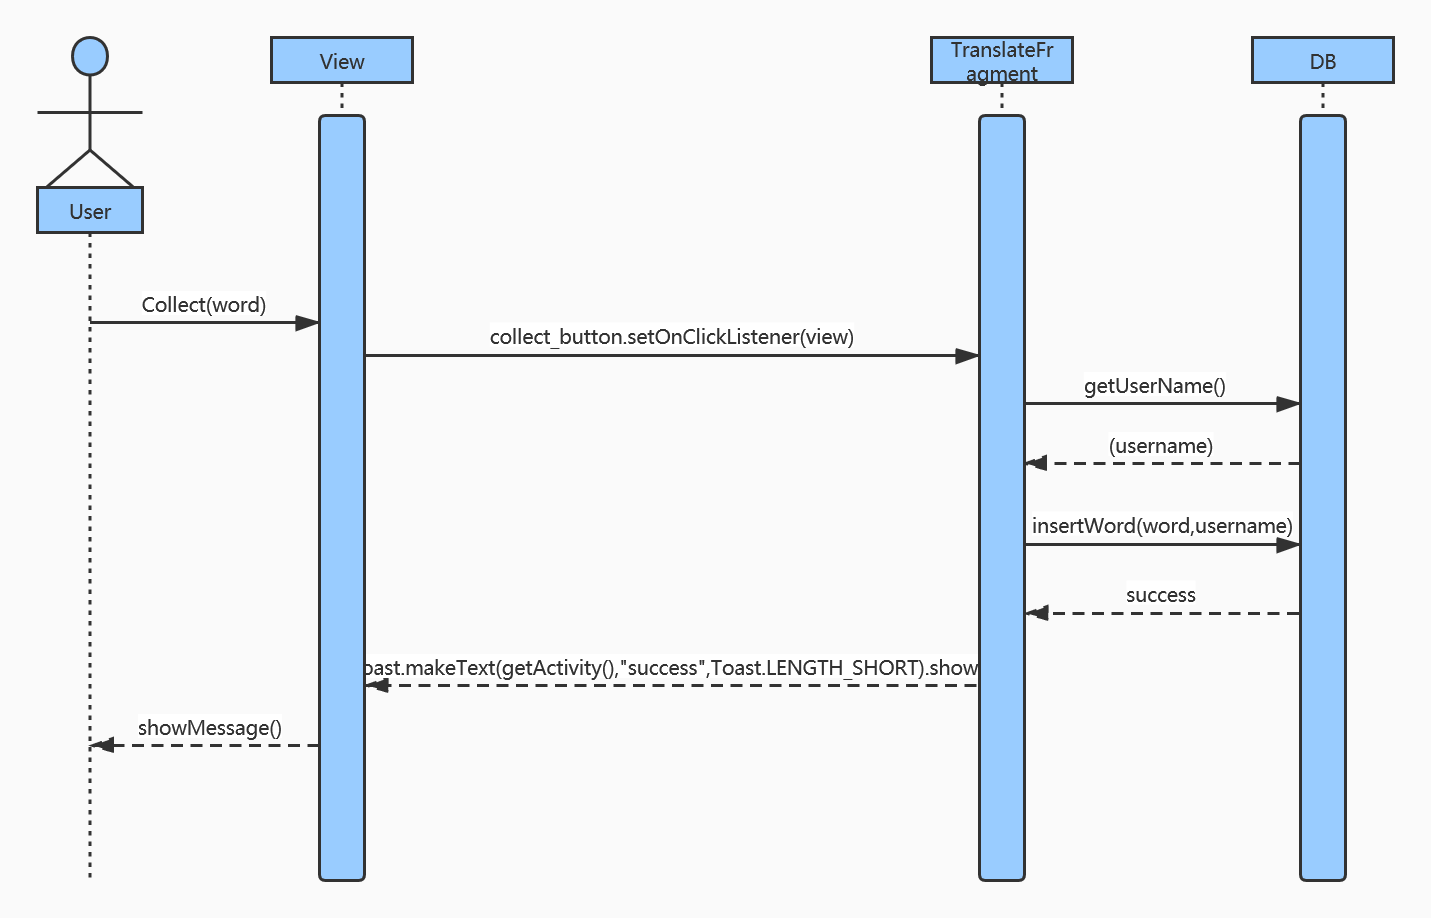 View
TranslateFr
agment
DB
User
Collect(word)
collect_button.setOnClickListener(view)
getUserName()
(username)
insertWord(word,username)
success
oast.makeText(getActivity(),"success",Toast.LENGTH_SHORT).show
showMessage()